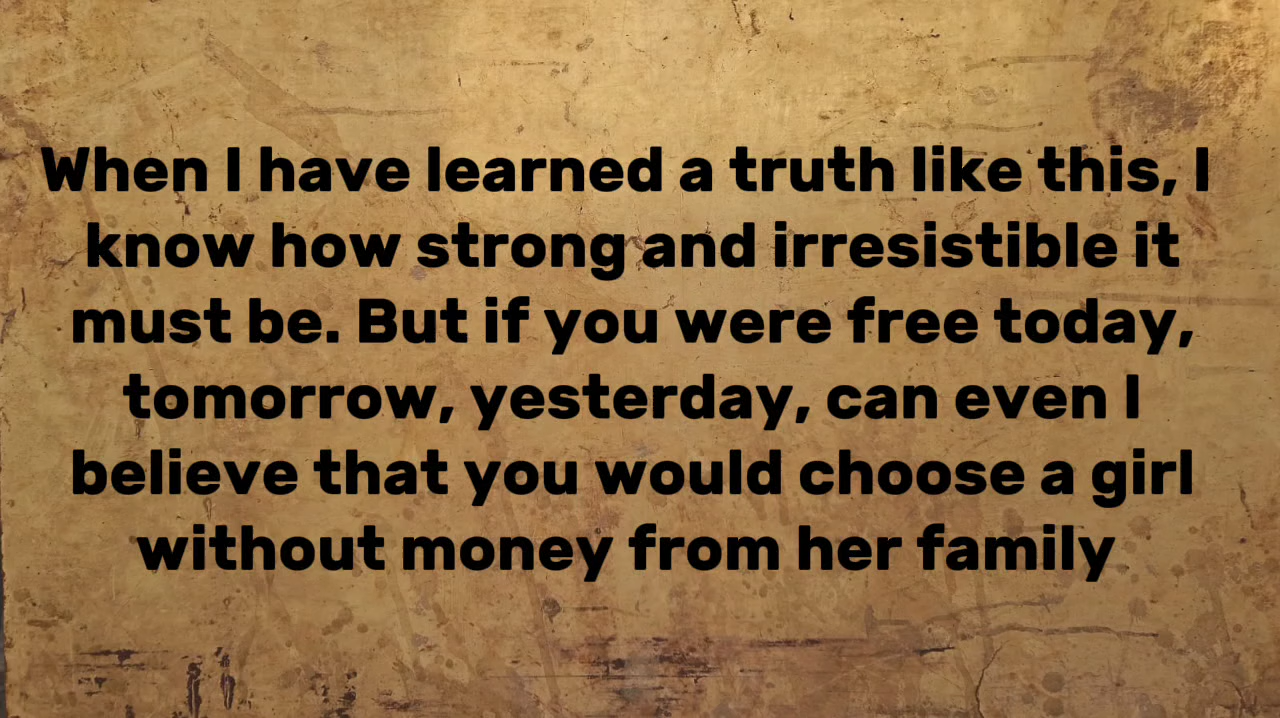 When I have learned a truth like this, I
know how strong and irresistible it
must be. But if you were free today,
tomorrow, yesterday, can even I
believe that you would choose a girl
without money from her family